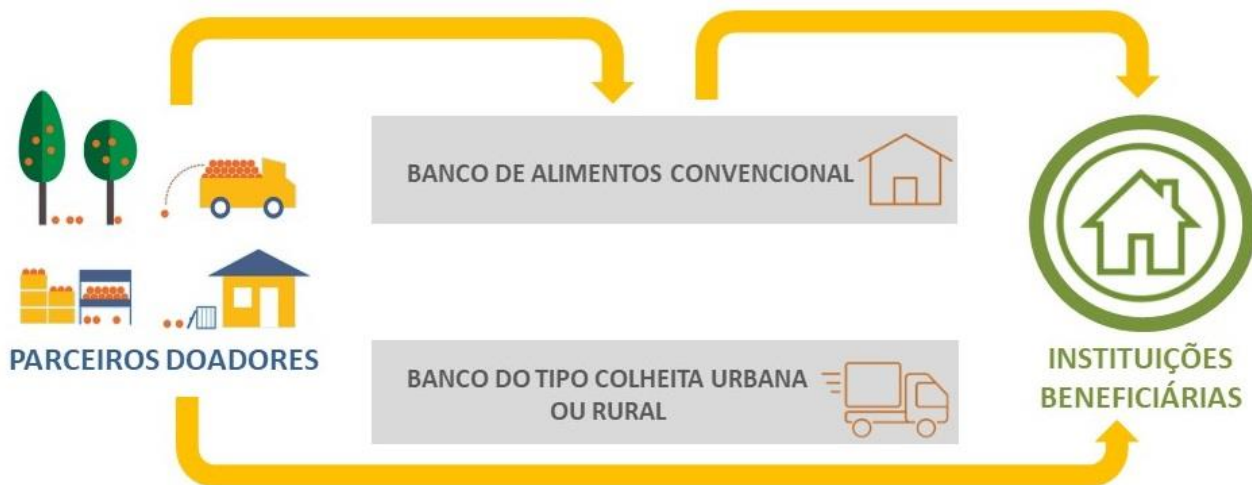 BANCO DE ALIMENTOS CONVENCIONAL
PARCEIROS DOADORES
BANCO DO TIPO COLHEITA URBANA
OU RURAL
INSTITUIÇÕES
BENEFICIÁRIAS